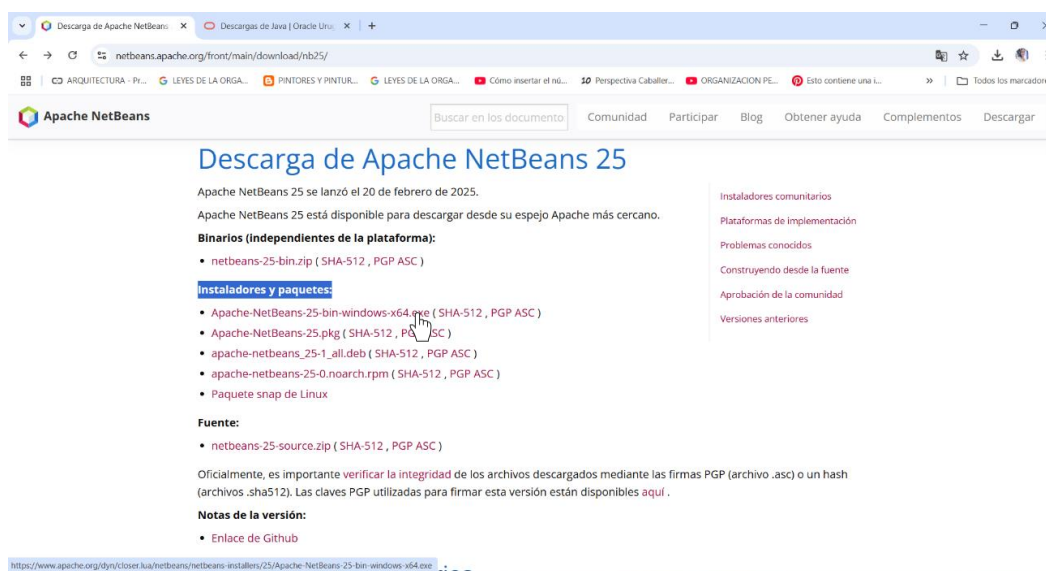 Descarga de Apache NetBeans
Descargas de Java | Oracle Uru
netbeans.apache.org/front/main/download/nb25/
ARQUITECTURA - Pr...
LEYES DE LA ORGA...
PINTORES Y PINTUR...
LEYES DE LA ORGA...
Cómo insertar el nú...
Perspectiva Caballer...
ORGANIZACION PE...
Esto contiene una i...
»
Todos los marcadore
Apache NetBeans
Buscar en los documento
Comunidad
Participar
Blog
Obtener ayuda
Complementos
Descargar
Descarga de Apache NetBeans 25
Apache NetBeans 25 se lanzó el 20 de febrero de 2025.
Apache NetBeans 25 está disponible para descargar desde su espejo Apache más cercano.
Binarios (independientes de la plataforma):
• netbeans-25-bin.zip ( SHA-512 , PGP ASC )
Instaladores y paquetes:
• Apache-NetBeans-25-bin-windows-x64.exe ( SHA-512 , PGP ASC )
• Apache-NetBeans-25.pkg ( SHA-512 , PGP ASC )
• apache-netbeans_25-1_all.deb ( SHA-512 , PGP ASC )
• apache-netbeans-25-0.noarch.rpm ( SHA-512 , PGP ASC )
• Paquete snap de Linux
Fuente:
• netbeans-25-source.zip ( SHA-512 , PGP ASC )
Oficialmente, es importante verificar la integridad de los archivos descargados mediante las firmas PGP (archivo .asc) o un hash
(archivos .sha512). Las claves PGP utilizadas para firmar esta versión están disponibles aquí .
Notas de la versión:
• Enlace de Github
Instaladores comunitarios
Plataformas de implementación
Problemas conocidos
Construyendo desde la fuente
Aprobación de la comunidad
Versiones anteriores
https://www.apache.org/dyn/closer.lua/netbeans/netbeans-installers/25/Apache-NetBeans-25-bin-windows-x64.exe